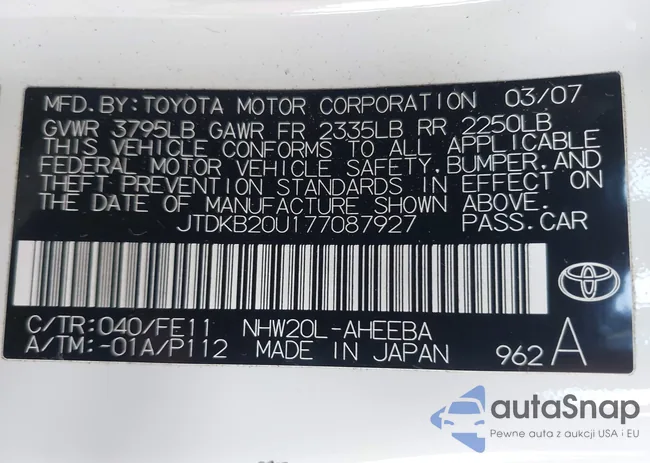 MFD.BY:TOYOTA MOTOR CORPORATION 03/07
GVWR 3795LB GAWR FR 2335LB RR 2250LB
THIS VEHICLE CONFORMS TO ALL APPLICABLE
FEDERAL MOTOR VEHICLE SAFETY,BUMPER,AND
THEFT PREVENTION STANDARDS IN EFFECT ON
THE DATE OF MANUFACTURE SHOWN ABOVE.
JTDKB20U177087927 PASS.CAR
C/TR:040/FE11 NHW20L-AHEEBA
A/TM:-01A/P112 MADE IN JAPAN 962 A
autaSnap
Pewne auta z aukcji USA i EU